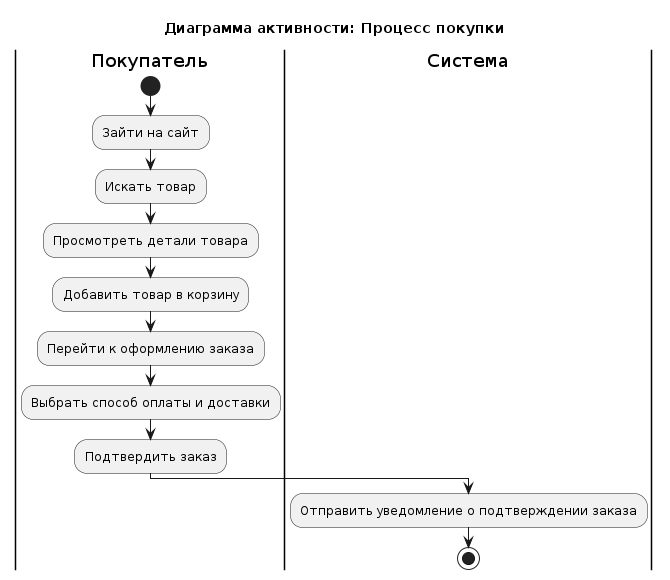 Диаграмма активности: Процесс покупки
Покупатель
Система
Зайти на сайт
Искать товар
Просмотреть детали товара
Добавить товар в корзину
Перейти к оформлению заказа
Выбрать способ оплаты и доставки
Подтвердить заказ
Отправить уведомление о подтверждении заказа